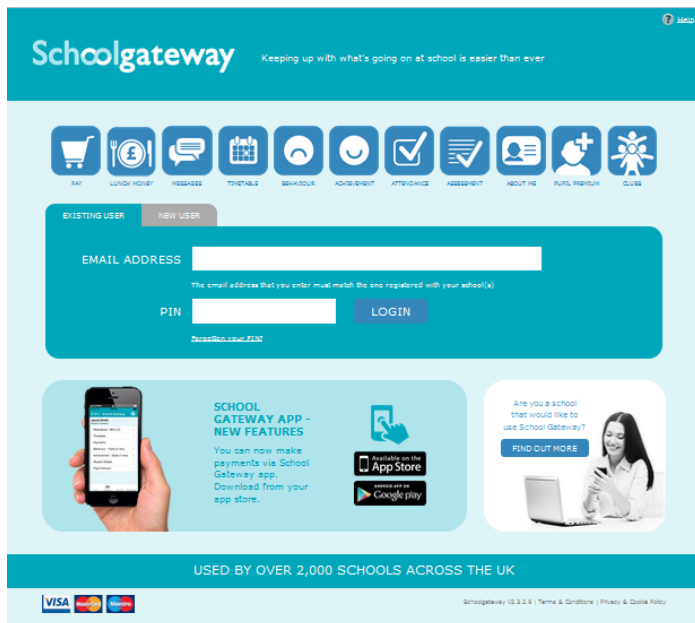 Help
Schoolgateway
Keeping up with what's going on at school is easier than ever
PAY
LUNCH MONEY
MESSAGES
TIMETABLE
BEHAVIOUR
ACHIEVEMENT
ATTENDANCE
ASSESSMENT
ABOUT ME
PUPIL PREMIUM
CLUBS
EXISTING USER
NEW USER
EMAIL ADDRESS
The email address that you enter must match the one registered with your school(s)
PIN
LOGIN
Forgotten your PIN?
SCHOOL
GATEWAY APP -
NEW FEATURES
You can now make
payments via School
Gateway app.
Download from your
app store.
Available on the
App Store
ANDROID APP ON
Google play
Are you a school
that would like to
use School Gateway?
FIND OUT MORE
USED BY OVER 2,000 SCHOOLS ACROSS THE UK
VISA
MasterCard
Maestro
Schoolgateway V2.3.2.9 | Terms & Conditions | Privacy & Cookie Policy